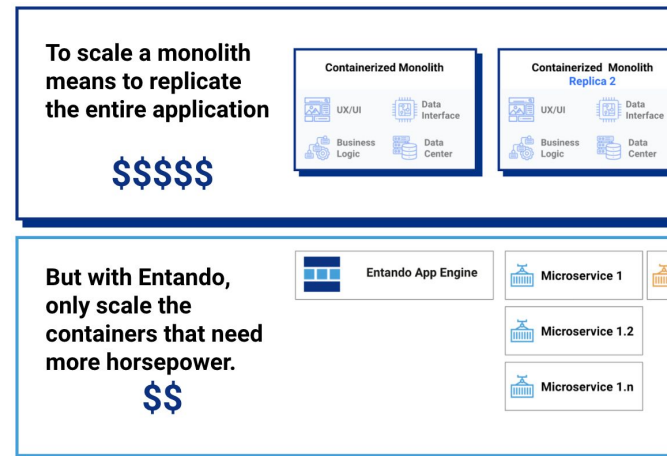 To scale a monolith
means to replicate
the entire application
$$$$$
Containerized Monolith
UX/UI
Data
Interface
Business
Logic
Data
Center
Containerized Monolith
Replica 2
UX/UI
Data
Interface
Business
Logic
Data
Center
But with Entando,
only scale the
containers that need
more horsepower.
$$
Entando App Engine
Microservice 1
Microservice 1.2
Microservice 1.n